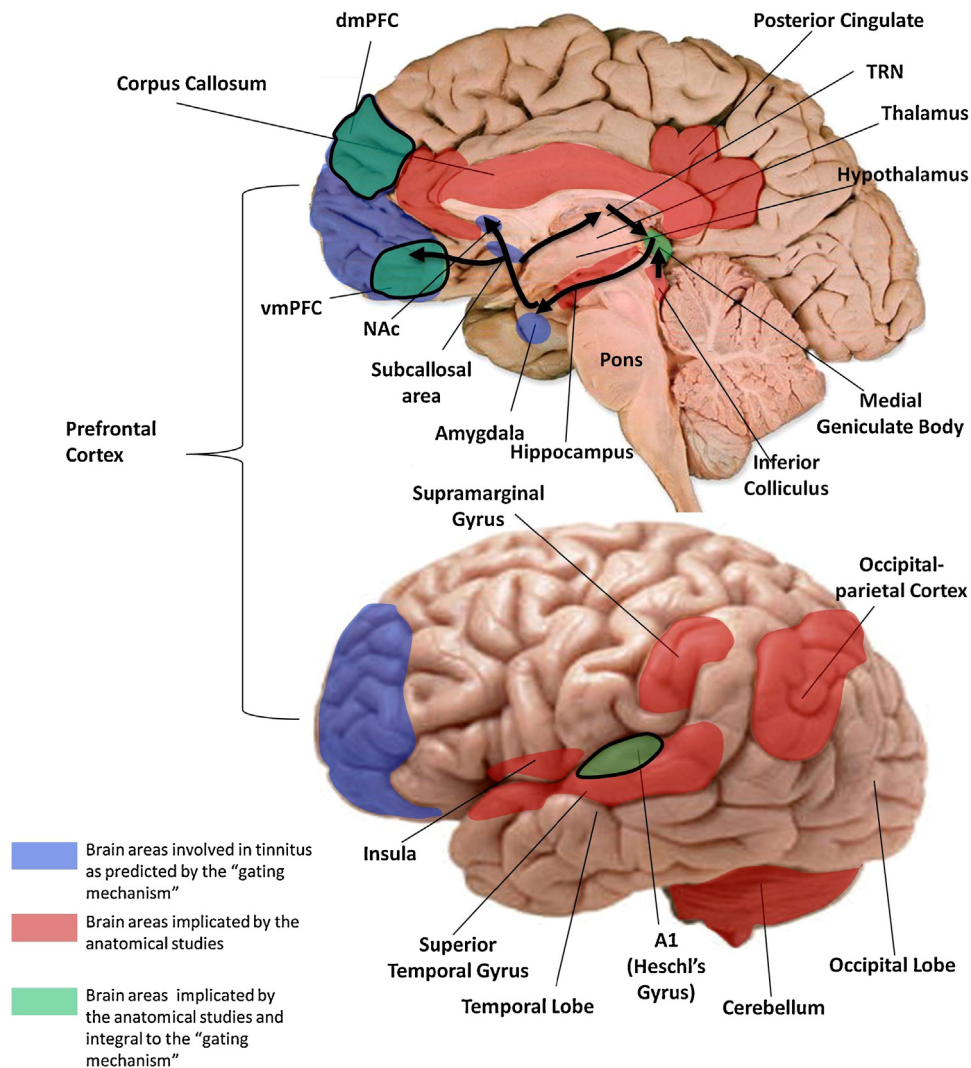 dmPFC
Posterior Cingulate
Corpus Callosum
TRN
Thalamus
Hypothalamus
vmPFC
NAc
Subcallosal
area
Pons
Amygdala
Hippocampus
Medial
Geniculate Body
Inferior
Colliculus
Prefrontal
Cortex
Supramarginal
Gyrus
Occipital-
parietal Cortex
Insula
Superior
Temporal Gyrus
Temporal Lobe
A1
(Heschl's
Gyrus)
Cerebellum
Occipital Lobe
Brain areas involved in tinnitus
as predicted by the “gating
mechanism”
Brain areas implicated by the
anatomical studies
Brain areas implicated by
the anatomical studies and
integral to the “gating
mechanism”